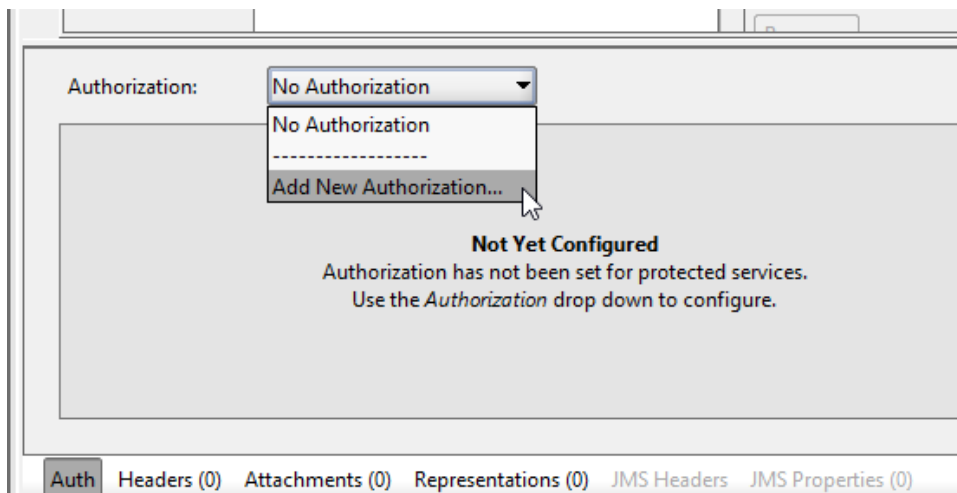 Authorization:
No Authorization
No Authorization
------------------
Add New Authorization...
Not Yet Configured
Authorization has not been set for protected services.
Use the Authorization drop down to configure.
Auth Headers (0) Attachments (0) Representations (0) JMS Headers JMS Properties (0)